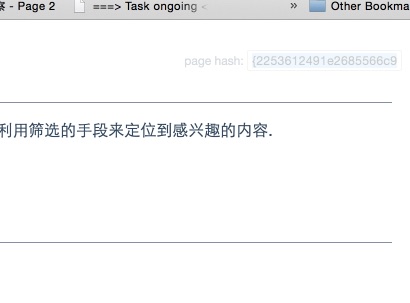 察 - Page 2 ===> Task ongoing < » Other Bookma
page hash: {2253612491e2685566c9
利用筛选的手段来定位到感兴趣的内容.